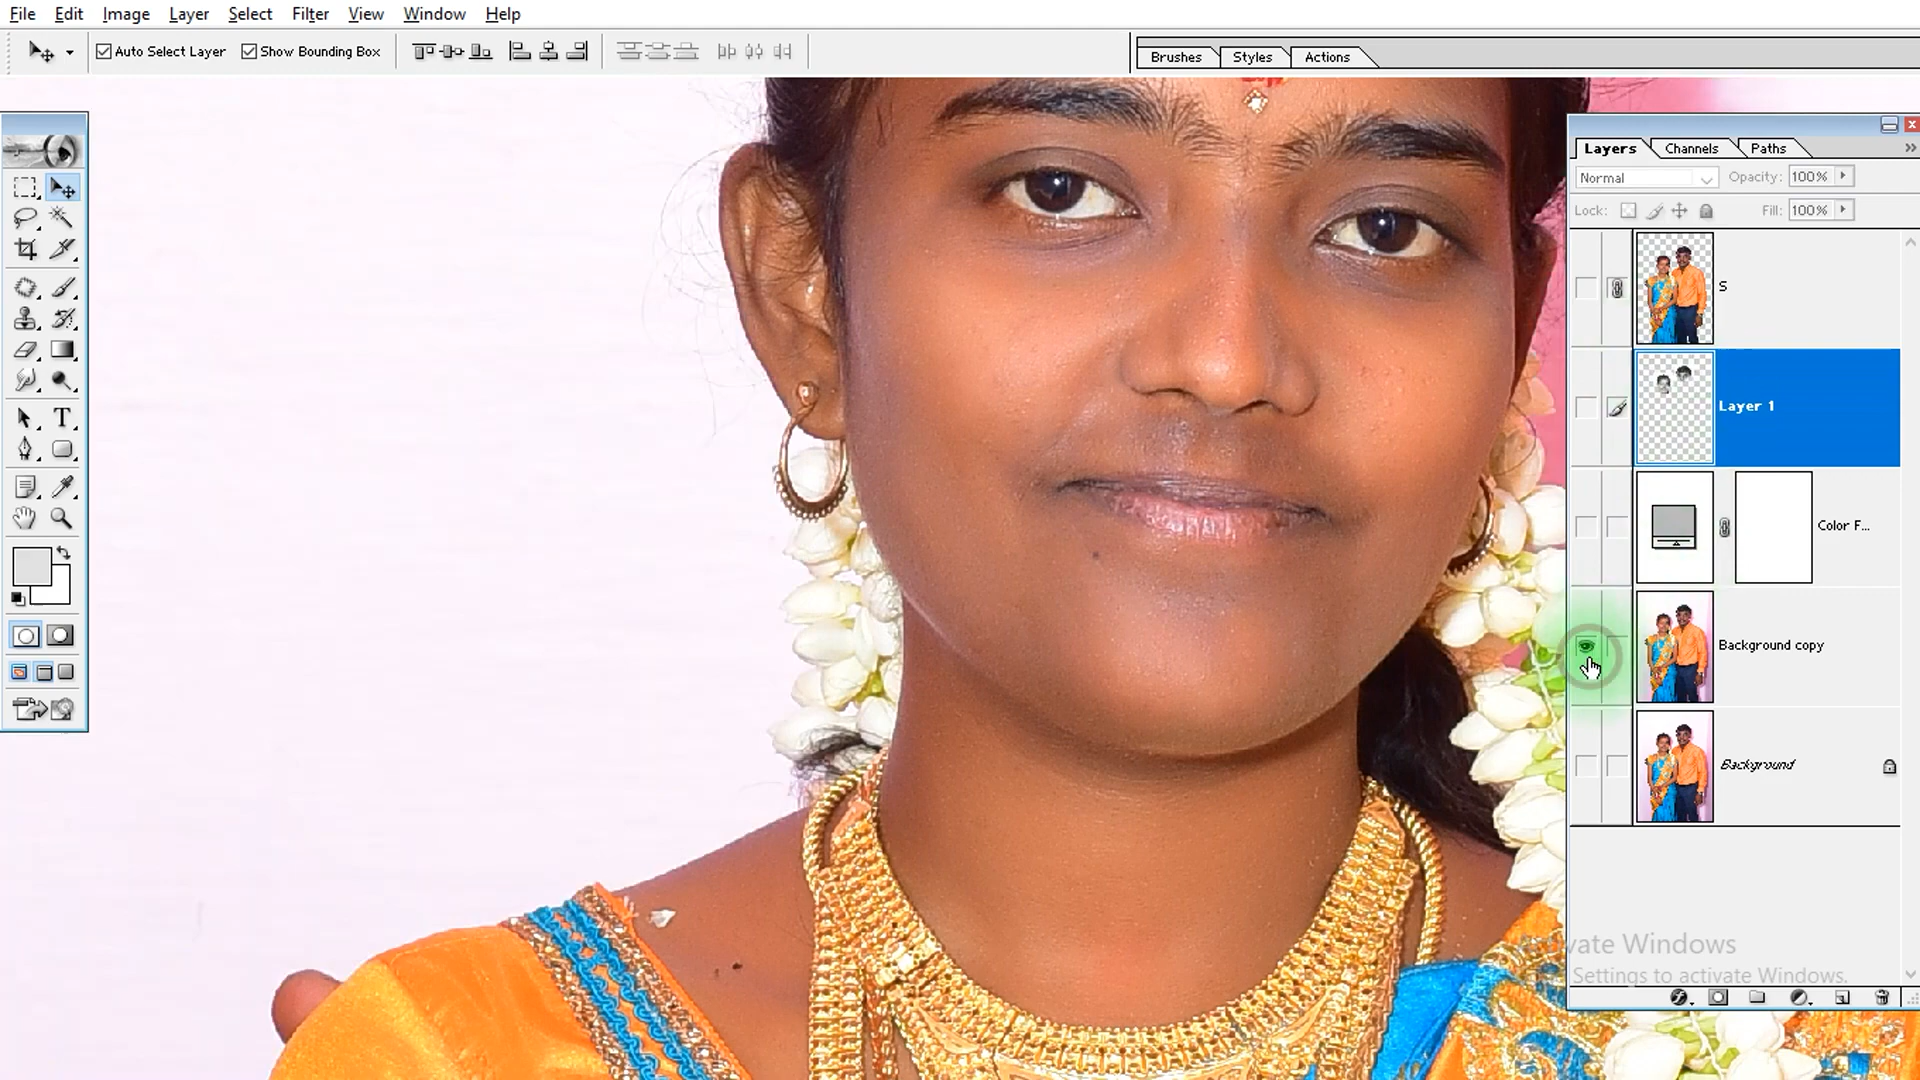 File Edit Image Layer Select Filter View Window Help
Auto Select Layer Show Bounding Box
Brushes Styles Actions
Layers Channels Paths
Normal Opacity: 100%
Lock: Fill: 100%
S
Layer 1
Color F...
Background copy
Background
T
vate Windows
Settings to activate Windows.